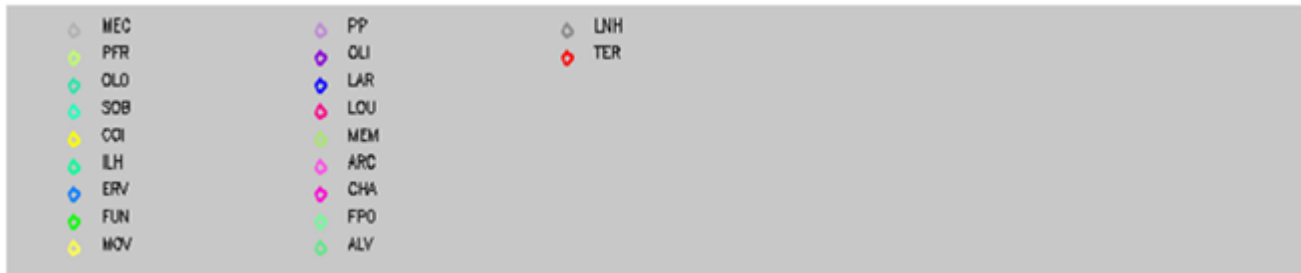 MEC
PFR
OLO
SOB
COI
ILH
ERV
FUN
MOV
PP
OLI
LAR
LOU
MEM
ARC
CHA
FPO
ALV
LNH
TER